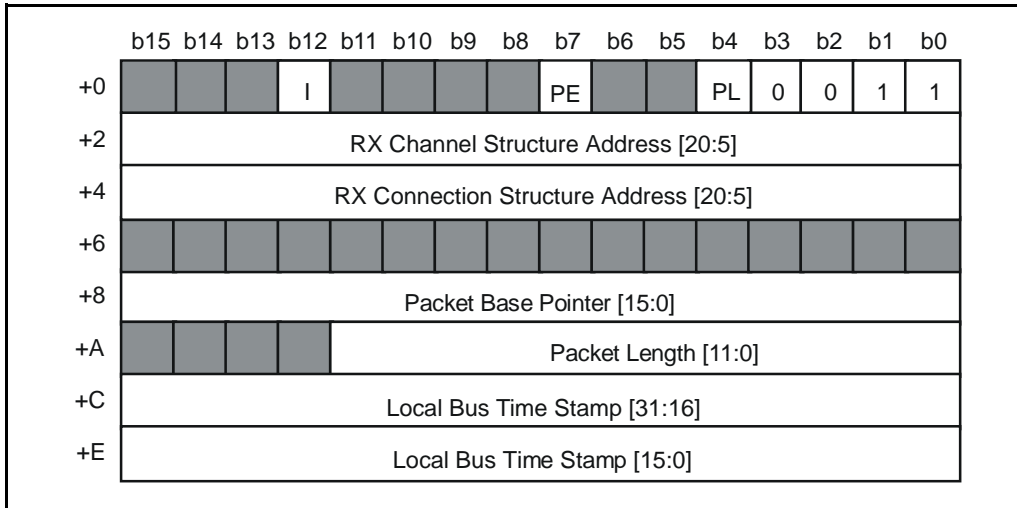 b15 b14 b13 b12 b11 b10 b9 b8 b7 b6 b5 b4 b3 b2 b1 b0
+0 I PE PL 0 0 1 1
+2 RX Channel Structure Address [20:5]
+4 RX Connection Structure Address [20:5]
+6
+8 Packet Base Pointer [15:0]
+A Packet Length [11:0]
+C Local Bus Time Stamp [31:16]
+E Local Bus Time Stamp [15:0]